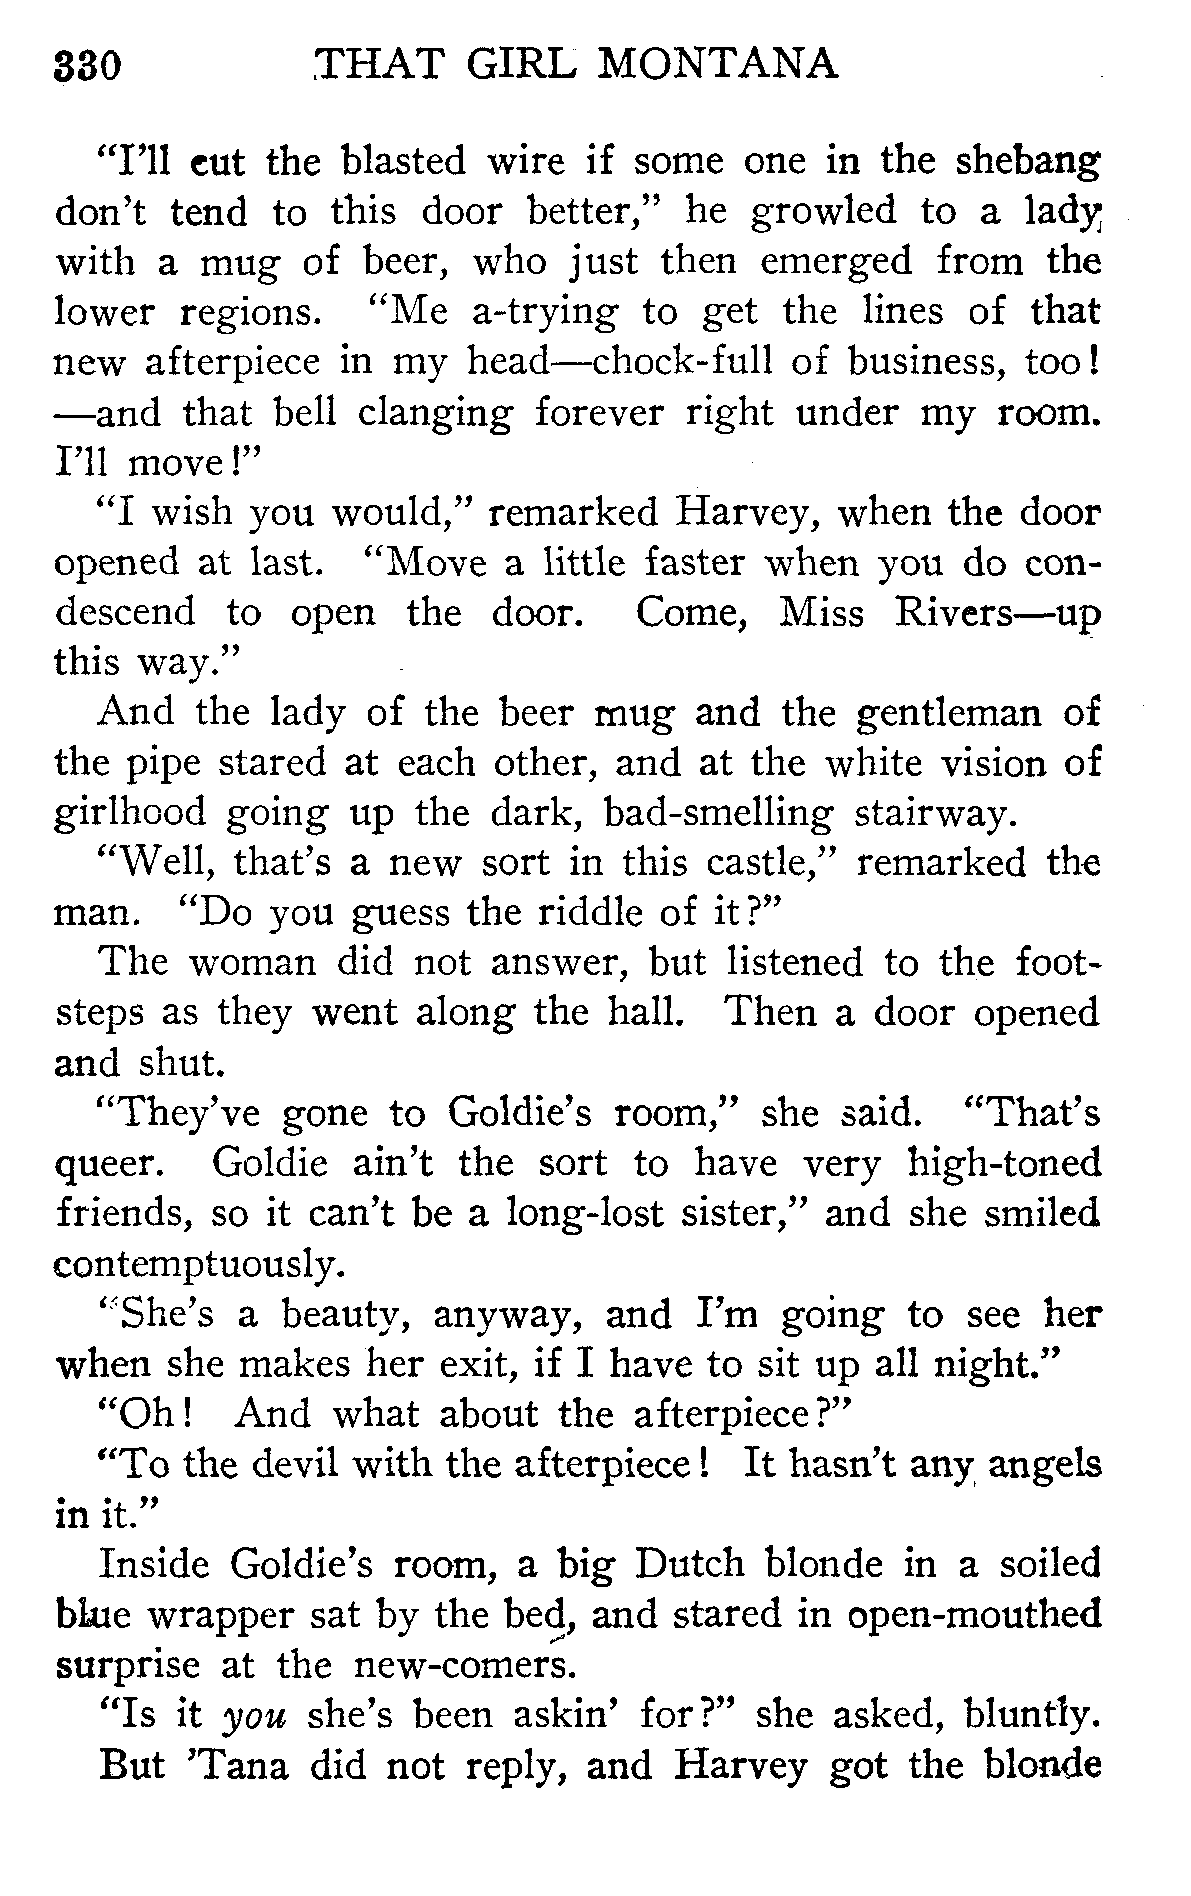 330 THAT GIRL MONTANA
“I’ll cut the blasted wire if some one in the shebang
don’t tend to this door better,” he growled to a lady
with a mug of beer, who just then emerged from the
lower regions. “Me a-trying to get the lines of that
new afterpiece in my head—chock-full of business, too!
—and that bell clanging forever right under my room.
I’ll move!”
“I wish you would,” remarked Harvey, when the door
opened at last. “Move a little faster when you do con-
descend to open the door. Come, Miss Rivers—up
this way.”
And the lady of the beer mug and the gentleman of
the pipe stared at each other, and at the white vision of
girlhood going up the dark, bad-smelling stairway.
“Well, that’s a new sort in this castle,” remarked the
man. “Do you guess the riddle of it?”
The woman did not answer, but listened to the foot-
steps as they went along the hall. Then a door opened
and shut.
“They’ve gone to Goldie’s room,” she said. “That’s
queer. Goldie ain’t the sort to have very high-toned
friends, so it can’t be a long-lost sister,” and she smiled
contemptuously.
“She’s a beauty, anyway, and I’m going to see her
when she makes her exit, if I have to sit up all night.”
“Oh! And what about the afterpiece?”
“To the devil with the afterpiece! It hasn’t any angels
in it.”
Inside Goldie’s room, a big Dutch blonde in a soiled
blue wrapper sat by the bed, and stared in open-mouthed
surprise at the new-comers.
“Is it you she’s been askin’ for?” she asked, bluntly.
But ’Tana did not reply, and Harvey got the blonde